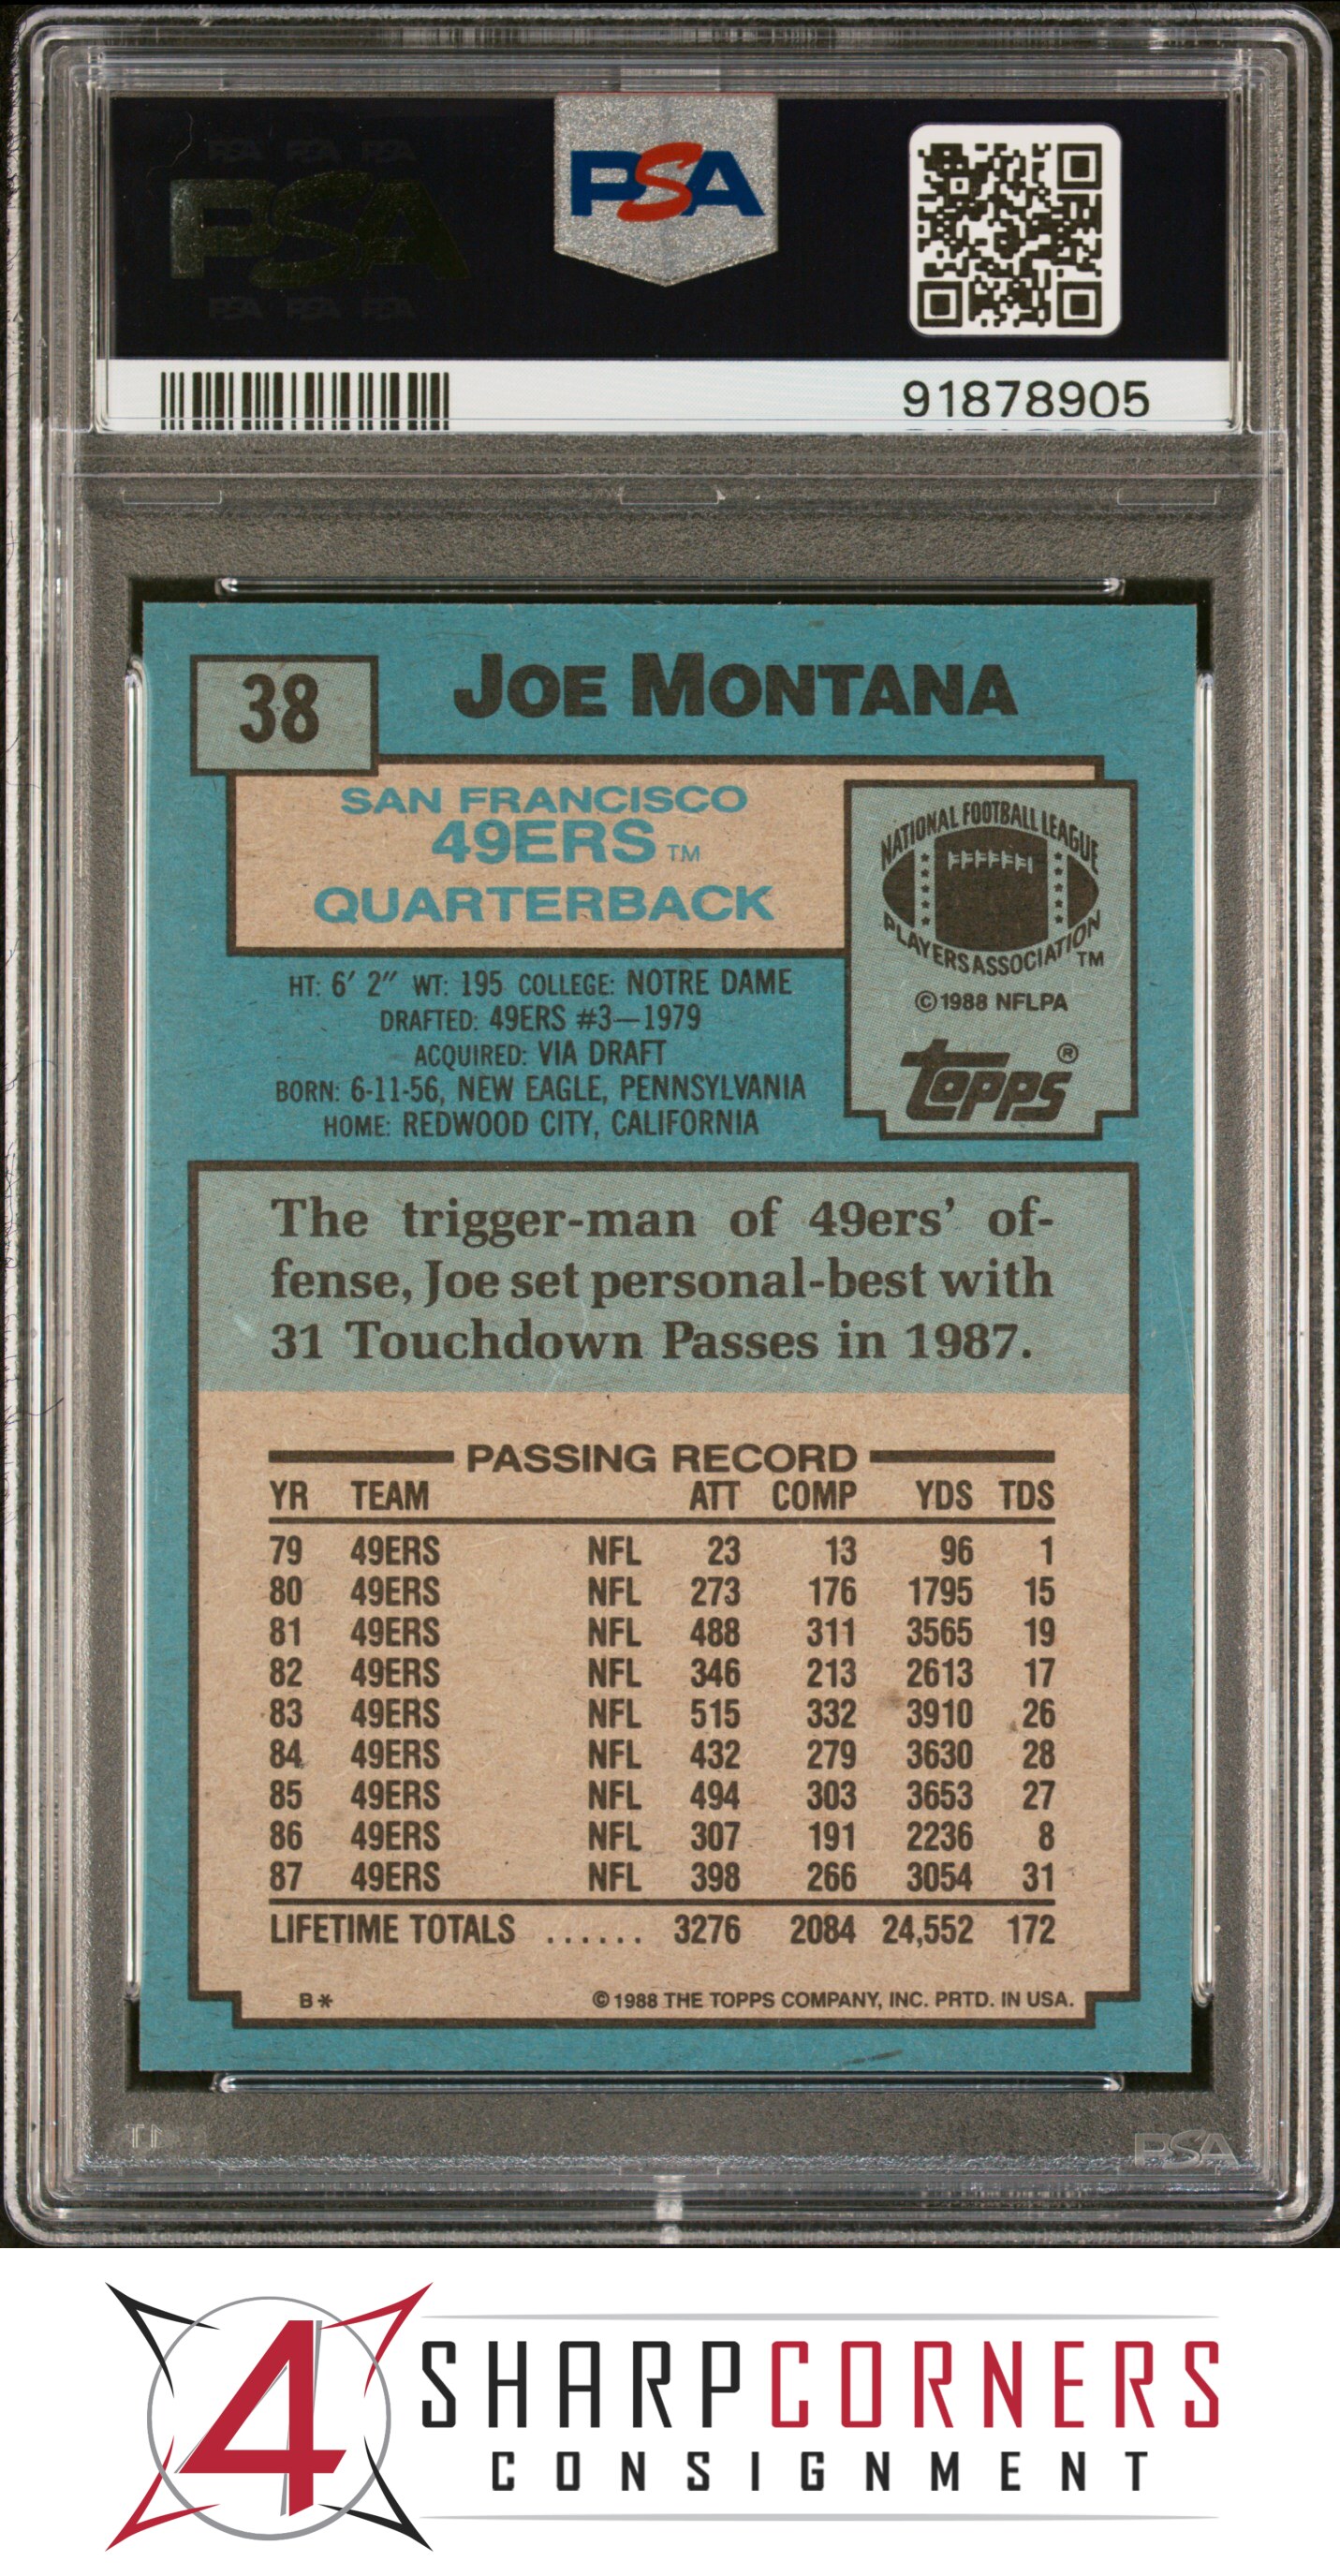 PSA PSA PSA
PSA
PSA PSA PSA
PSA
91878905
38
JOE MONTANA
SAN FRANCISCO
49ERS TM
QUARTERBACK
NATIONAL FOOTBALL LEAGUE
PLAYERS ASSOCIATION TM
©1988 NFLPA
topps®
HT: 6' 2" WT: 195 COLLEGE: NOTRE DAME
DRAFTED: 49ERS #3—1979
ACQUIRED: VIA DRAFT
BORN: 6-11-56, NEW EAGLE, PENNSYLVANIA
HOME: REDWOOD CITY, CALIFORNIA
The trigger-man of 49ers' of-
fense, Joe set personal-best with
31 Touchdown Passes in 1987.
PASSING RECORD
YR TEAM ATT COMP YDS TDS
79 49ERS NFL 23 13 96 1
80 49ERS NFL 273 176 1795 15
81 49ERS NFL 488 311 3565 19
82 49ERS NFL 346 213 2613 17
83 49ERS NFL 515 332 3910 26
84 49ERS NFL 432 279 3630 28
85 49ERS NFL 494 303 3653 27
86 49ERS NFL 307 191 2236 8
87 49ERS NFL 398 266 3054 31
LIFETIME TOTALS ...... 3276 2084 24,552 172
B* ©1988 THE TOPPS COMPANY, INC. PRTD. IN USA.
PSA
4 SHARPCORNERS
CONSIGNMENT